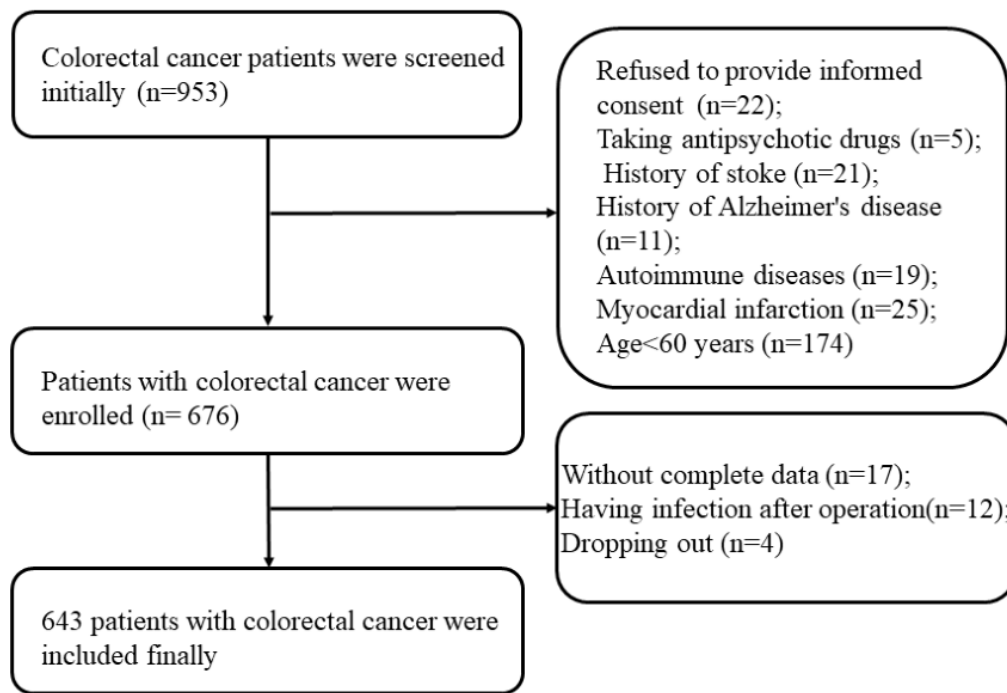 Colorectal cancer patients were screened
initially (n=953)
Refused to provide informed
consent (n=22);
Taking antipsychotic drugs (n=5);
History of stoke (n=21);
History of Alzheimer's disease
(n=11);
Autoimmune diseases (n=19);
Myocardial infarction (n=25);
Age<60 years (n=174)
Patients with colorectal cancer were
enrolled (n= 676)
Without complete data (n=17);
Having infection after operation(n=12);
Dropping out (n=4)
643 patients with colorectal cancer were
included finally